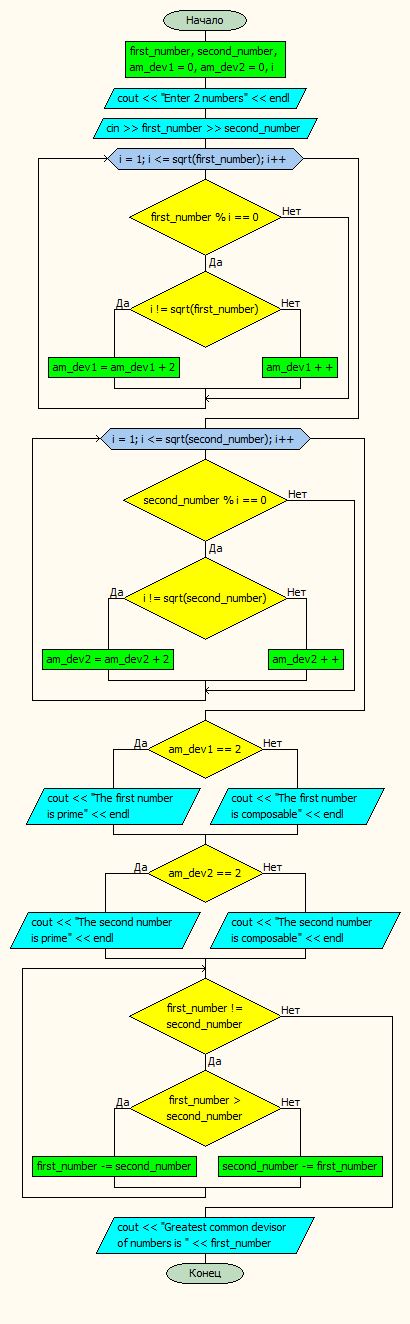 Начало
first_number, second_number,
am_dev1 = 0, am_dev2 = 0, i
cout << "Enter 2 numbers" << endl
cin >> first_number >> second_number
i = 1; i <= sqrt(first_number); i++
first_number % i == 0
Нет
Да
i != sqrt(first_number)
Да
Нет
am_dev1 = am_dev1 + 2
am_dev1 + +
i = 1; i <= sqrt(second_number); i++
second_number % i == 0
Нет
Да
i != sqrt(second_number)
Да
Нет
am_dev2 = am_dev2 + 2
am_dev2 + +
Да
am_dev1 == 2
Нет
cout << "The first number
is prime" << endl
cout << "The first number
is composable" << endl
Да
am_dev2 == 2
Нет
cout << "The second number
is prime" << endl
cout << "The second number
is composable" << endl
first_number !=
second_number
Нет
Да
first_number >
second_number
Да
Нет
first_number -= second_number
second_number -= first_number
cout << "Greatest common devisor
of numbers is " << first_number
Конец